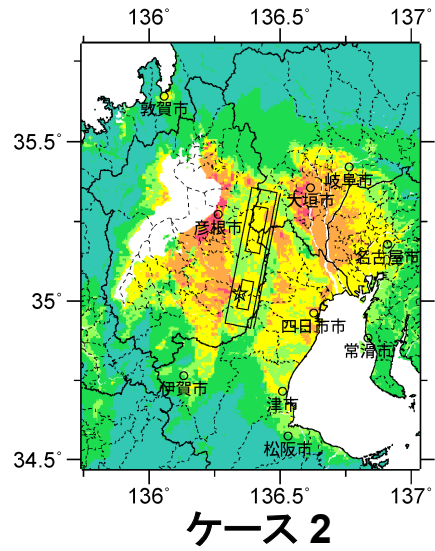 136° 136.5° 137°
敦賀市
35.5°
岐阜市
大垣市
彦根市
名古屋市
35°
四日市市
常滑市
伊賀市
津市
松阪市
34.5°
136° 136.5° 137°
ケース 2